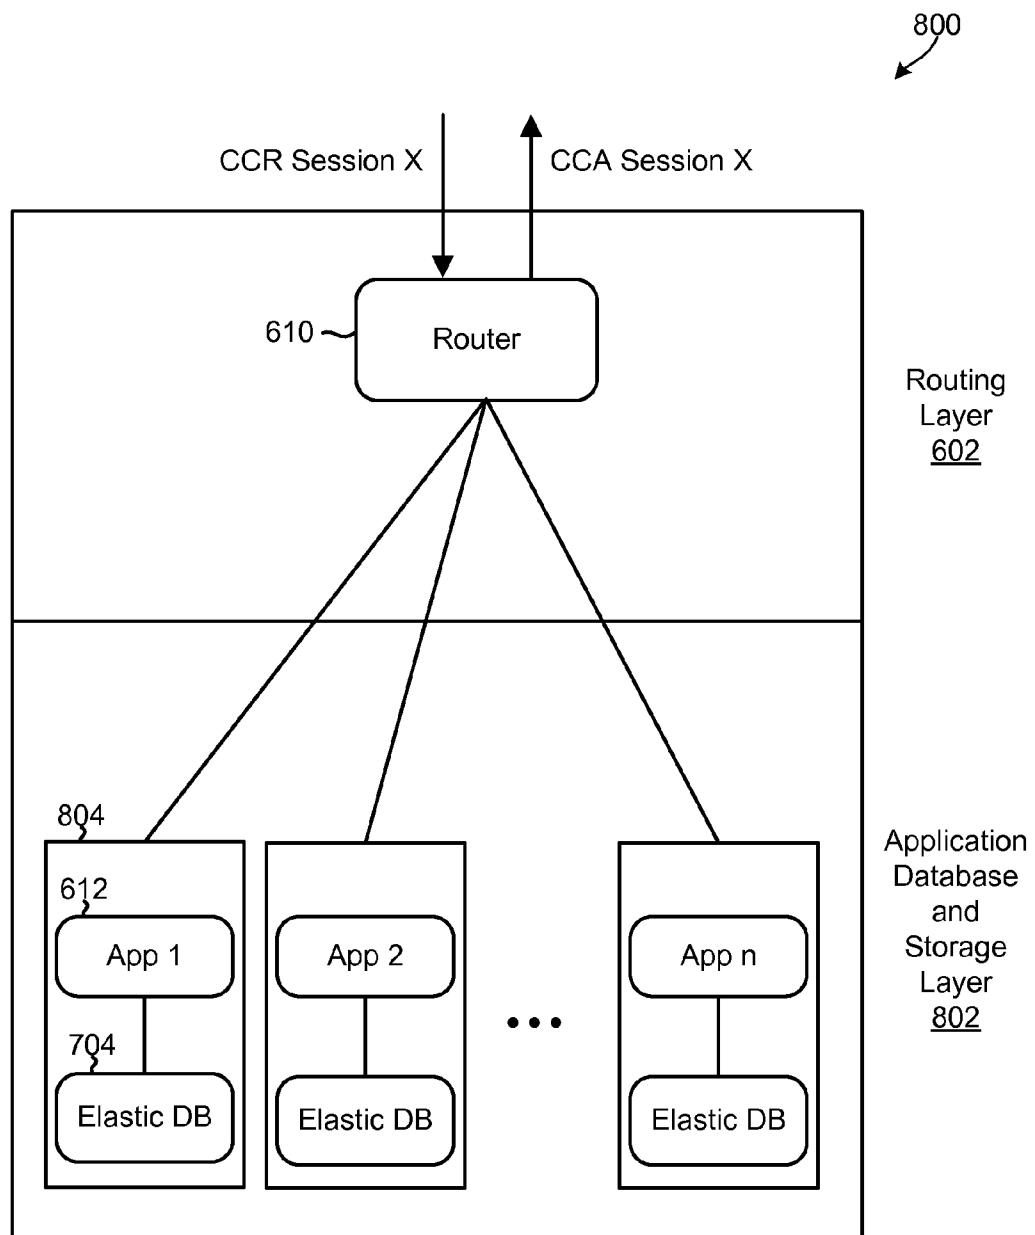 800
CCR Session X
CCA Session X
610
Router
Routing
Layer
602
804
612
App 1
App 2
App n
704
Elastic DB
Elastic DB
Elastic DB
Application
Database
and
Storage
Layer
802